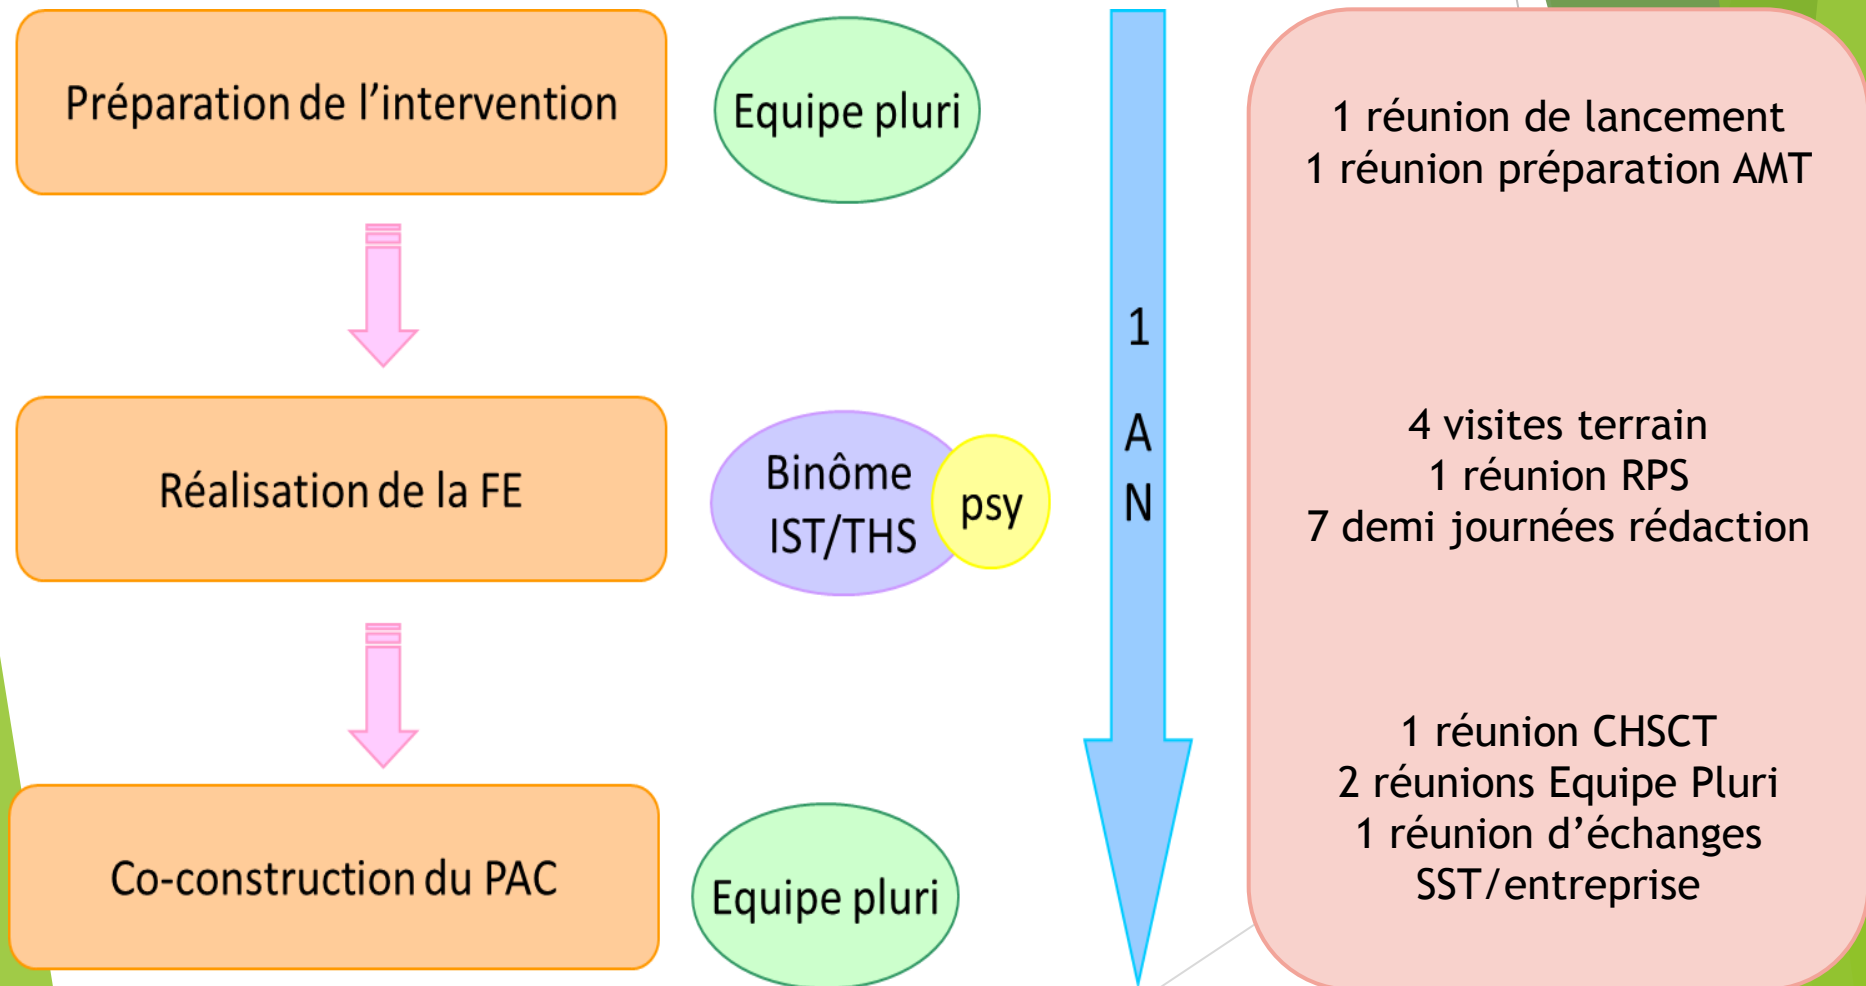 Préparation de l’intervention
Equipe pluri
1 réunion de lancement
1 réunion préparation AMT
Réalisation de la FE
Binôme
IST/THS
psy
1
A
N
4 visites terrain
1 réunion RPS
7 demi journées rédaction
Co-construction du PAC
Equipe pluri
1 réunion CHSCT
2 réunions Equipe Pluri
1 réunion d’échanges
SST/entreprise